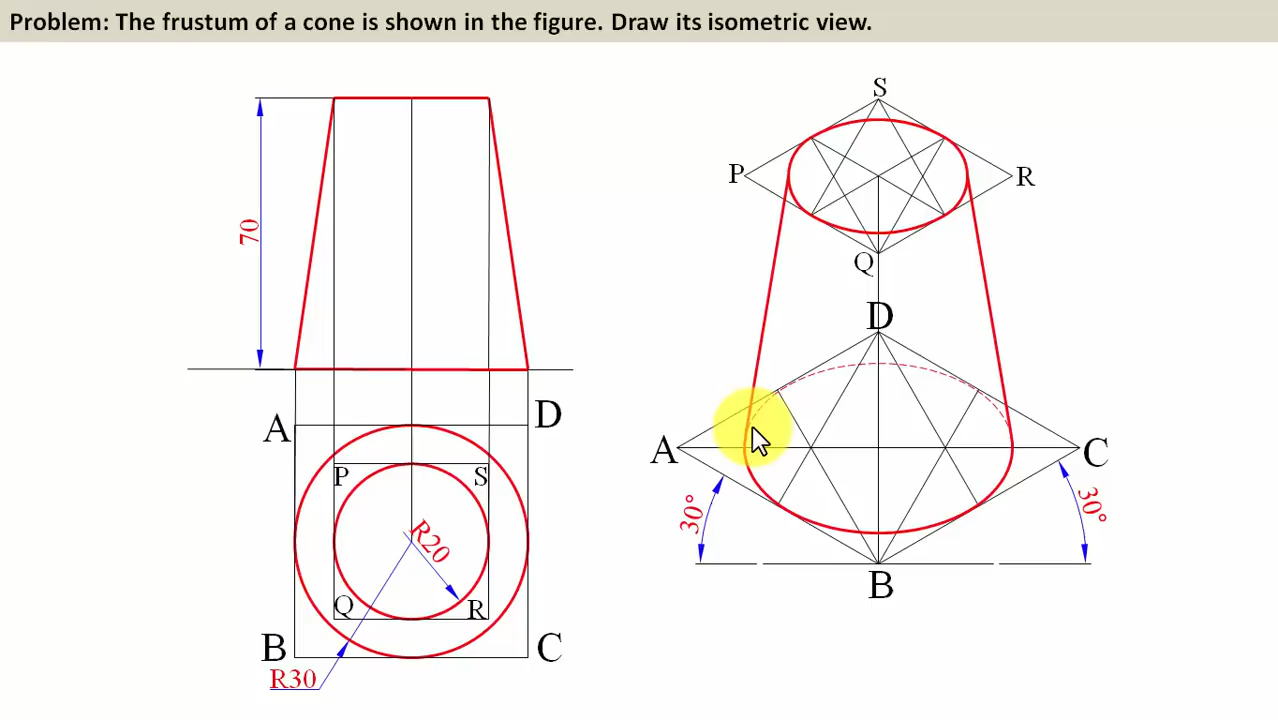 Problem: The frustum of a cone is shown in the figure. Draw its isometric view.
70
A
D
P
S
R20
Q
R
B
C
R30
S
P
R
Q
D
A
C
30°
30°
B